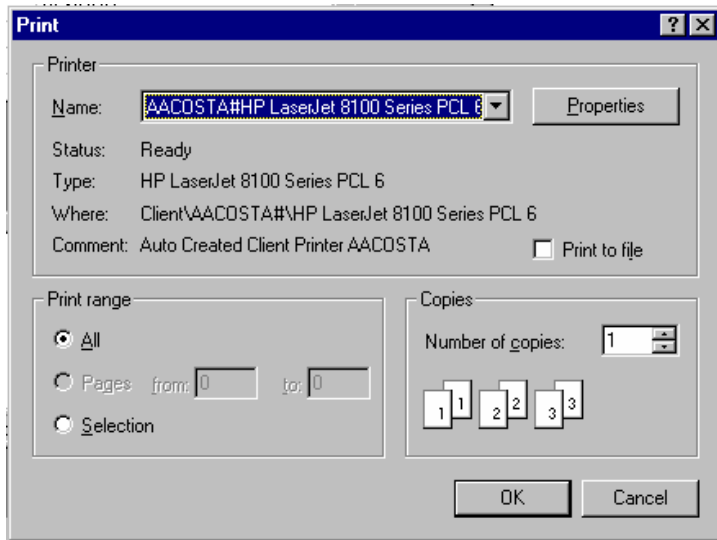 Print
Printer
Name: AACOSTA#HP LaserJet 8100 Series PCL 6 Properties
Status: Ready
Type: HP LaserJet 8100 Series PCL 6
Where: Client\AACOSTA#\HP LaserJet 8100 Series PCL 6
Comment: Auto Created Client Printer AACOSTA Print to file
Print range
All
Pages from: 0 to: 0
Selection
Copies
Number of copies: 1
1 1 2 2 3 3
OK Cancel